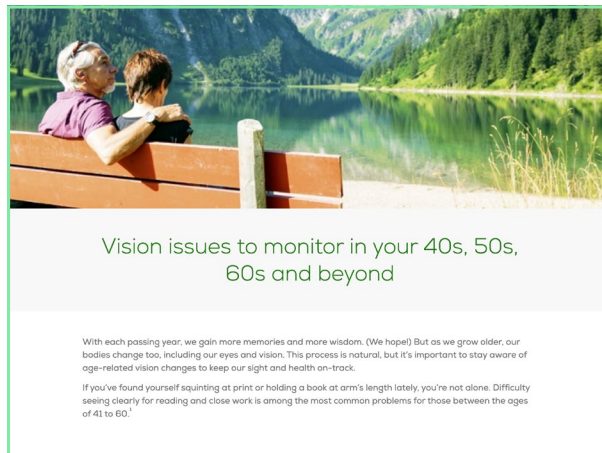 Vision issues to monitor in your 40s, 50s,
60s and beyond
With each passing year, we gain more memories and more wisdom. (We hope!) But as we grow older, our
bodies change too, including our eyes and vision. This process is natural, but it's important to stay aware of
age-related vision changes to keep our sight and health on-track.
If you've found yourself squinting at print or holding a book at arm's length lately, you're not alone. Difficulty
seeing clearly for reading and close work is among the most common problems for those between the ages
of 41 to 60.¹